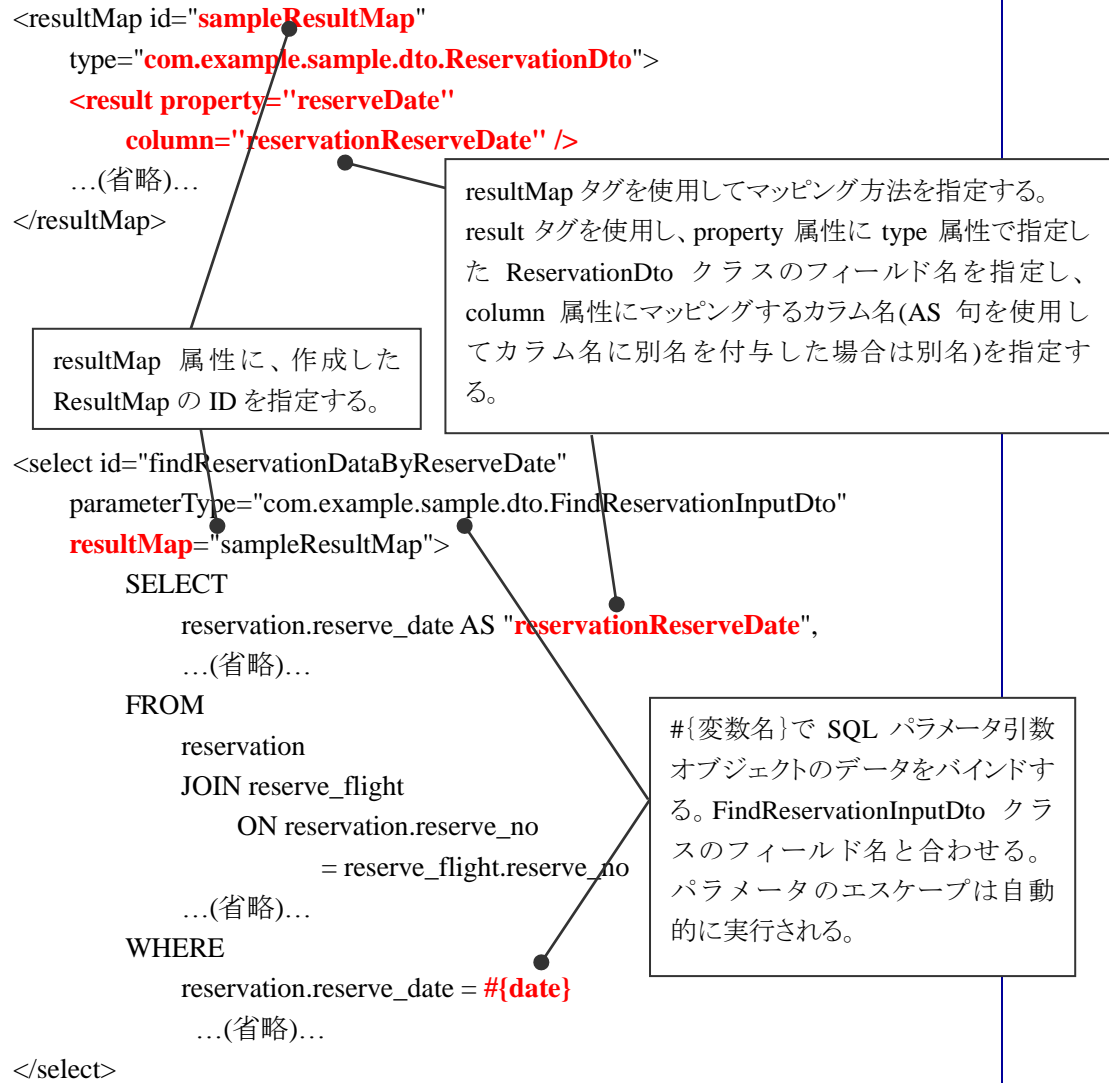 <resultMap id="sampleResultMap"
type="com.example.sample.dto.ReservationDto">
<result property="reserveDate"
column="reservationReserveDate" />
…(省略)…
</resultMap>
resultMap タグを使用してマッピング方法を指定する。
result タグを使用し、property 属性に type 属性で指定し
た ReservationDto クラスのフィールド名を指定し、
column 属性にマッピングするカラム名(AS 句を使用し
てカラム名に別名を付与した場合は別名)を指定す
る。
resultMap 属性に、作成した
ResultMap の ID を指定する。
<select id="findReservationDataByReserveDate"
parameterType="com.example.sample.dto.FindReservationInputDto"
resultMap="sampleResultMap">
SELECT
reservation.reserve_date AS "reservationReserveDate",
…(省略)…
FROM
reservation
JOIN reserve_flight
ON reservation.reserve_no
= reserve_flight.reserve_no
…(省略)…
WHERE
reservation.reserve_date = #{date}
…(省略)…
</select>
#{変数名}で SQL パラメータ引数
オブジェクトのデータをバインドす
る。FindReservationInputDto クラ
スのフィールド名と合わせる。
パラメータのエスケープは自動
的に実行される。